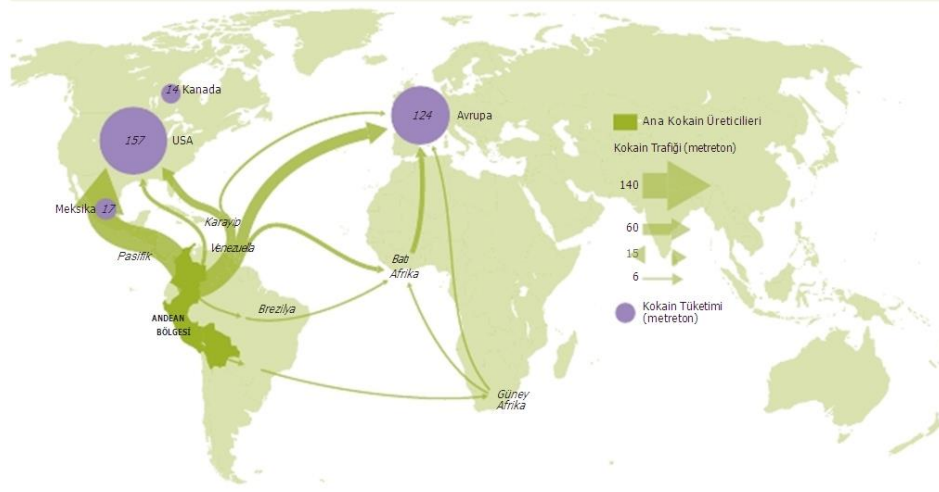 14 Kanada
157
USA
124
Avrupa
Meksika 17
Karayip
Venezuela
Pasifik
Batı
Afrika
Brezilya
ANDEAN
BÖLGESİ
Güney
Afrika
Ana Kokain Üreticilieri
Kokain Trafiği (metreton)
140
60
15
6
Kokain Tüketimi
(metreton)